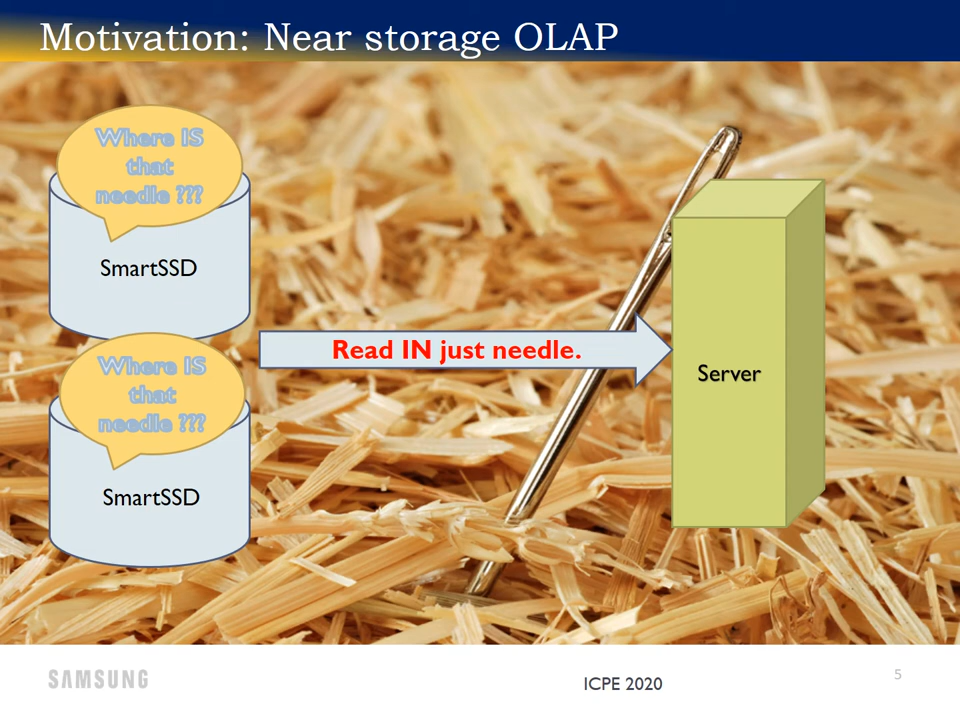 Motivation: Near storage OLAP
Where IS
that
needle ???
SmartSSD
Where IS
that
needle ???
SmartSSD
Read IN just needle.
Server
SAMSUNG
ICPE 2020
5